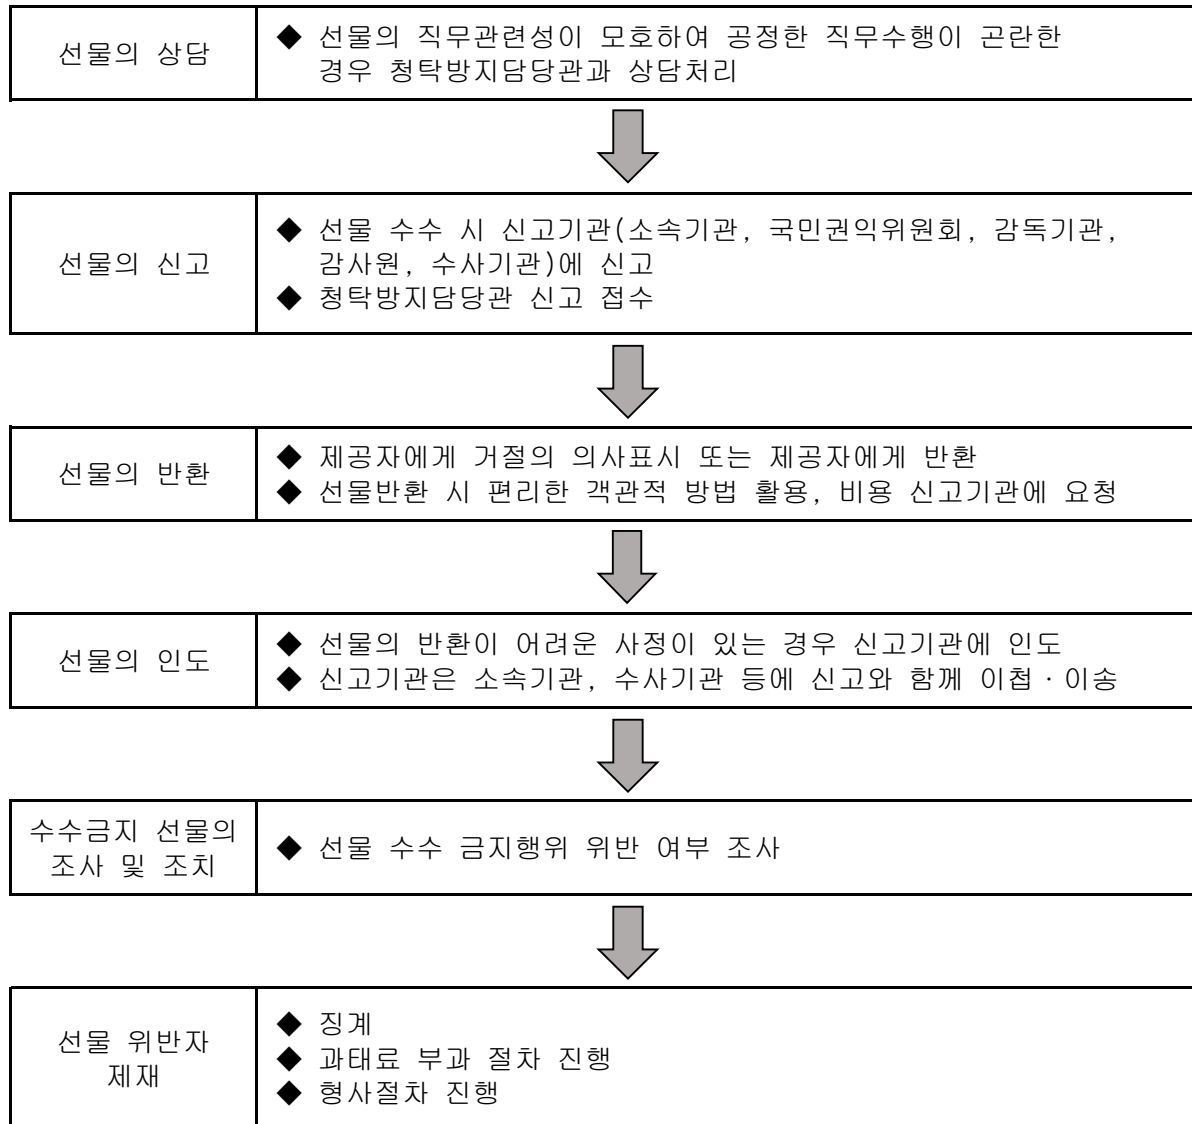 선물의 상담
◆ 선물의 직무관련성이 모호하여 공정한 직무수행이 곤란한
경우 청탁방지담당관과 상담처리
선물의 신고
◆ 선물 수수 시 신고기관(소속기관, 국민권익위원회, 감독기관,
감사원, 수사기관)에 신고
◆ 청탁방지담당관 신고 접수
선물의 반환
◆ 제공자에게 거절의 의사표시 또는 제공자에게 반환
◆ 선물반환 시 편리한 객관적 방법 활용, 비용 신고기관에 요청
선물의 인도
◆ 선물의 반환이 어려운 사정이 있는 경우 신고기관에 인도
◆ 신고기관은 소속기관, 수사기관 등에 신고와 함께 이첩·이송
수수금지 선물의
조사 및 조치
◆ 선물 수수 금지행위 위반 여부 조사
선물 위반자
제재
◆ 징계
◆ 과태료 부과 절차 진행
◆ 형사절차 진행